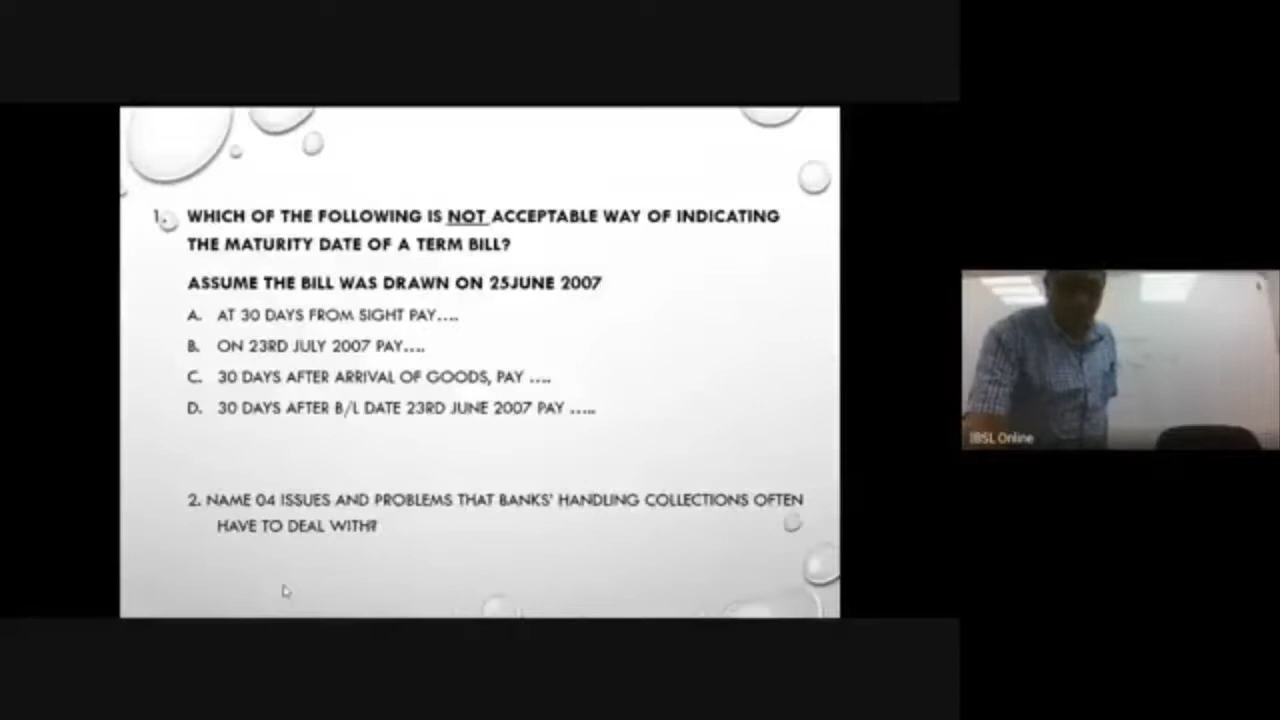 1. WHICH OF THE FOLLOWING IS NOT ACCEPTABLE WAY OF INDICATING
THE MATURITY DATE OF A TERM BILL?
ASSUME THE BILL WAS DRAWN ON 25JUNE 2007
A. AT 30 DAYS FROM SIGHT PAY....
B. ON 23RD JULY 2007 PAY....
C. 30 DAYS AFTER ARRIVAL OF GOODS, PAY ....
D. 30 DAYS AFTER B/L DATE 23RD JUNE 2007 PAY .....
2. NAME 04 ISSUES AND PROBLEMS THAT BANKS' HANDLING COLLECTIONS OFTEN
HAVE TO DEAL WITH?
IBSL Online